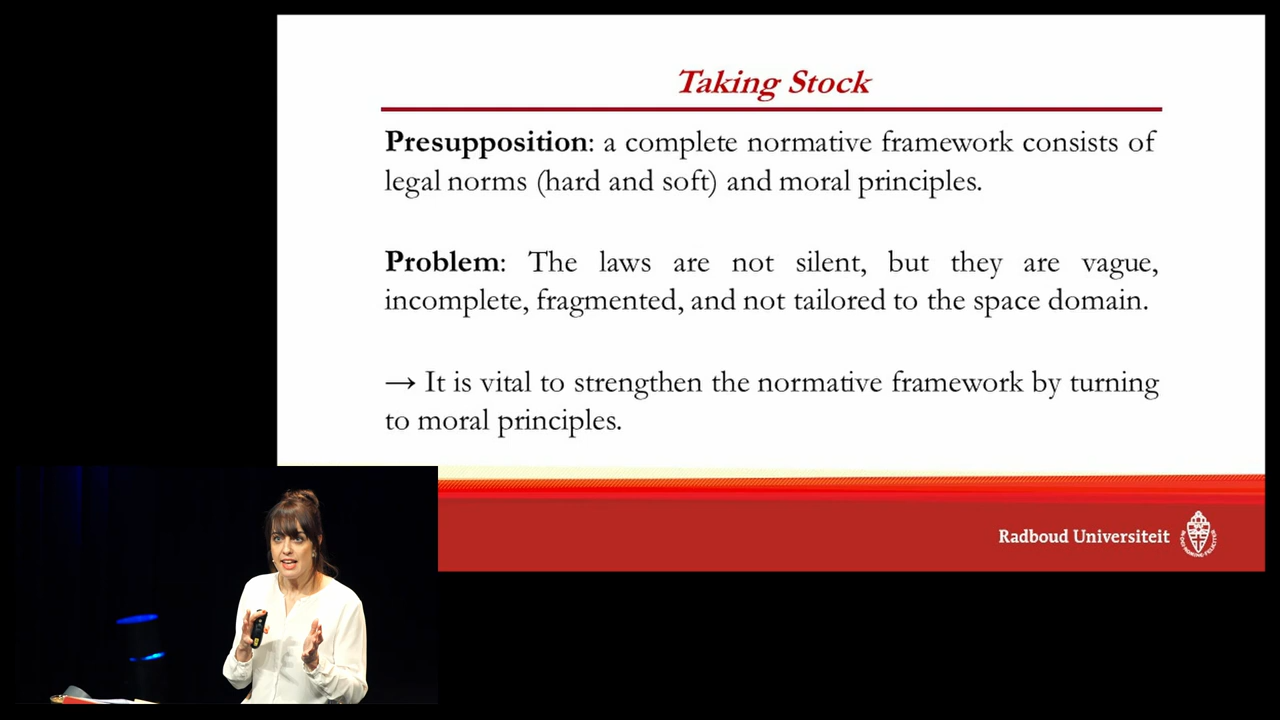 Taking Stock
Presupposition: a complete normative framework consists of
legal norms (hard and soft) and moral principles.
Problem: The laws are not silent, but they are vague,
incomplete, fragmented, and not tailored to the space domain.
→ It is vital to strengthen the normative framework by turning
to moral principles.
Radboud Universiteit